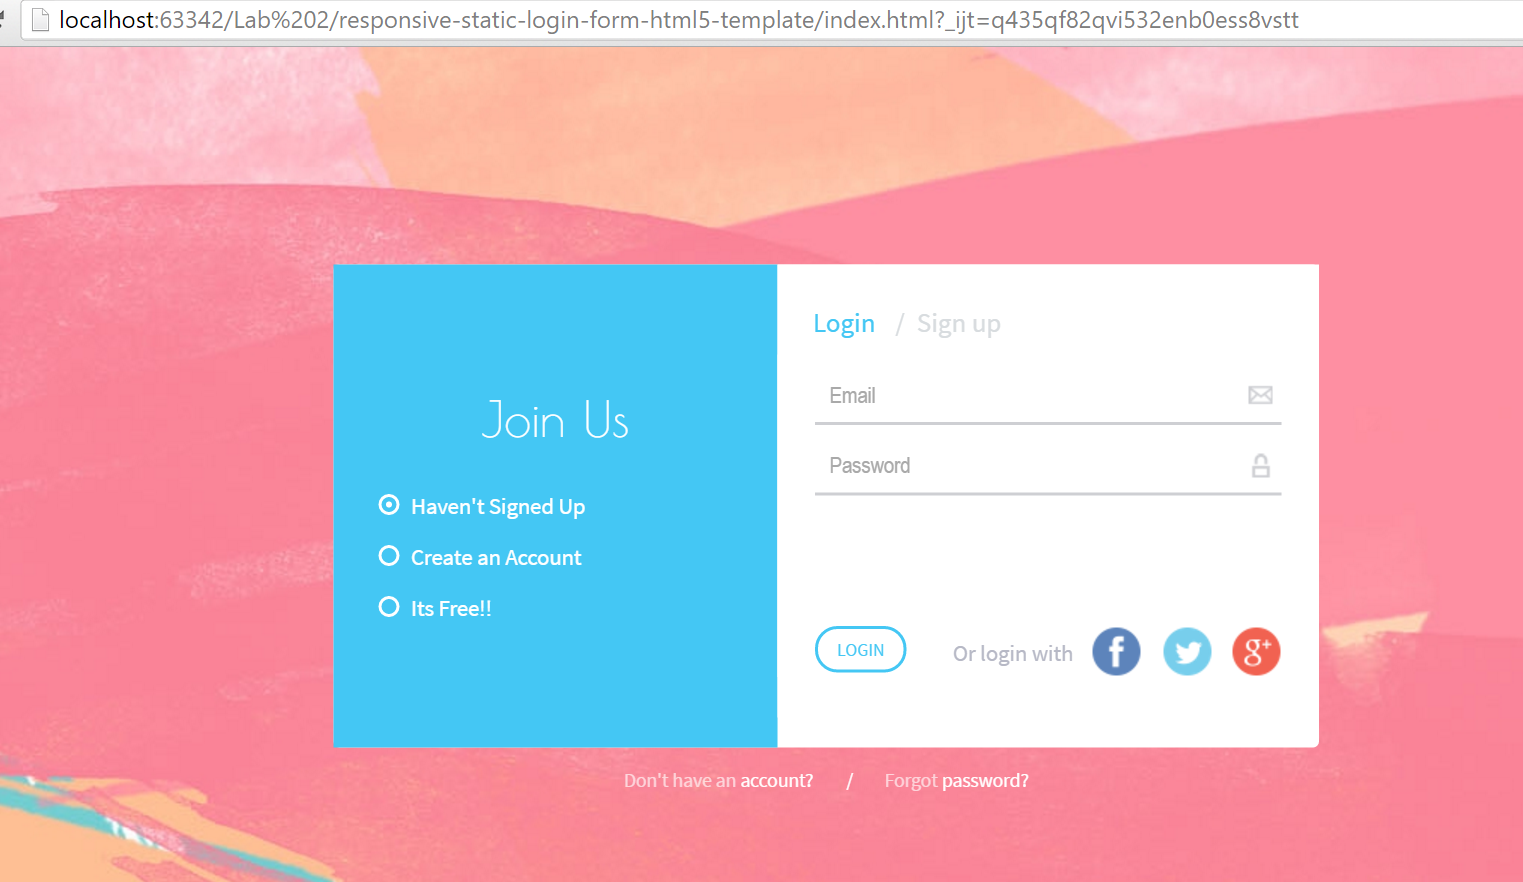 localhost:63342/Lab%202/responsive-static-login-form-html5-template/index.html?_ijt=q435qf82qvi532enb0ess8vstt
Join Us
Haven't Signed Up
Create an Account
Its Free!!
Login / Sign up
Email
Password
LOGIN Or login with f g+
Don't have an account? / Forgot password?